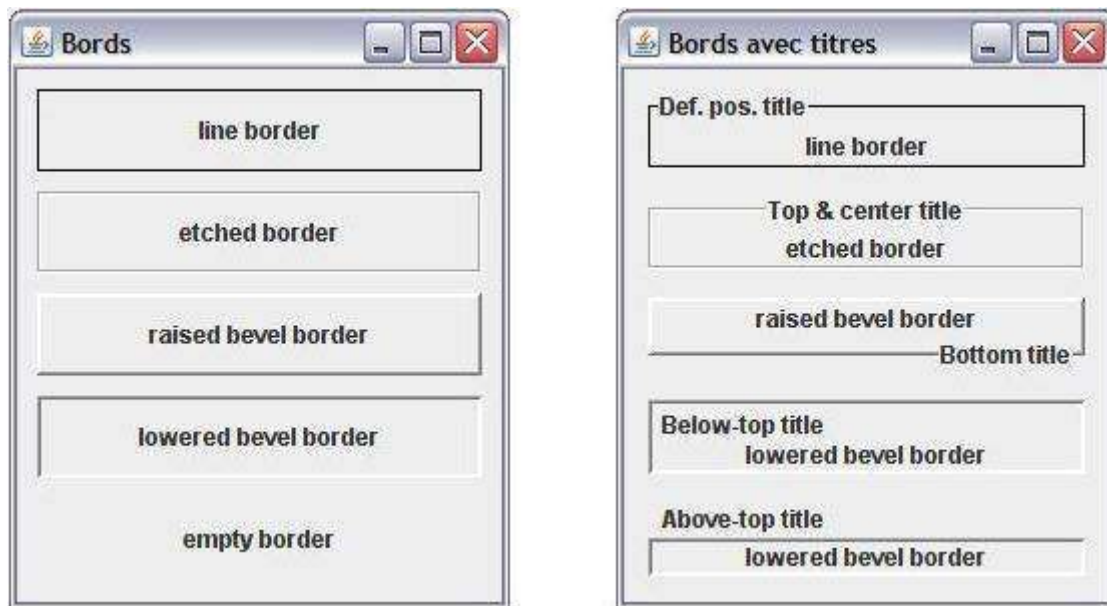 Bords
line border
etched border
raised bevel border
lowered bevel border
empty border
Bords avec titres
Def. pos. title
line border
Top & center title
etched border
raised bevel border
Bottom title
Below-top title
lowered bevel border
Above-top title
lowered bevel border